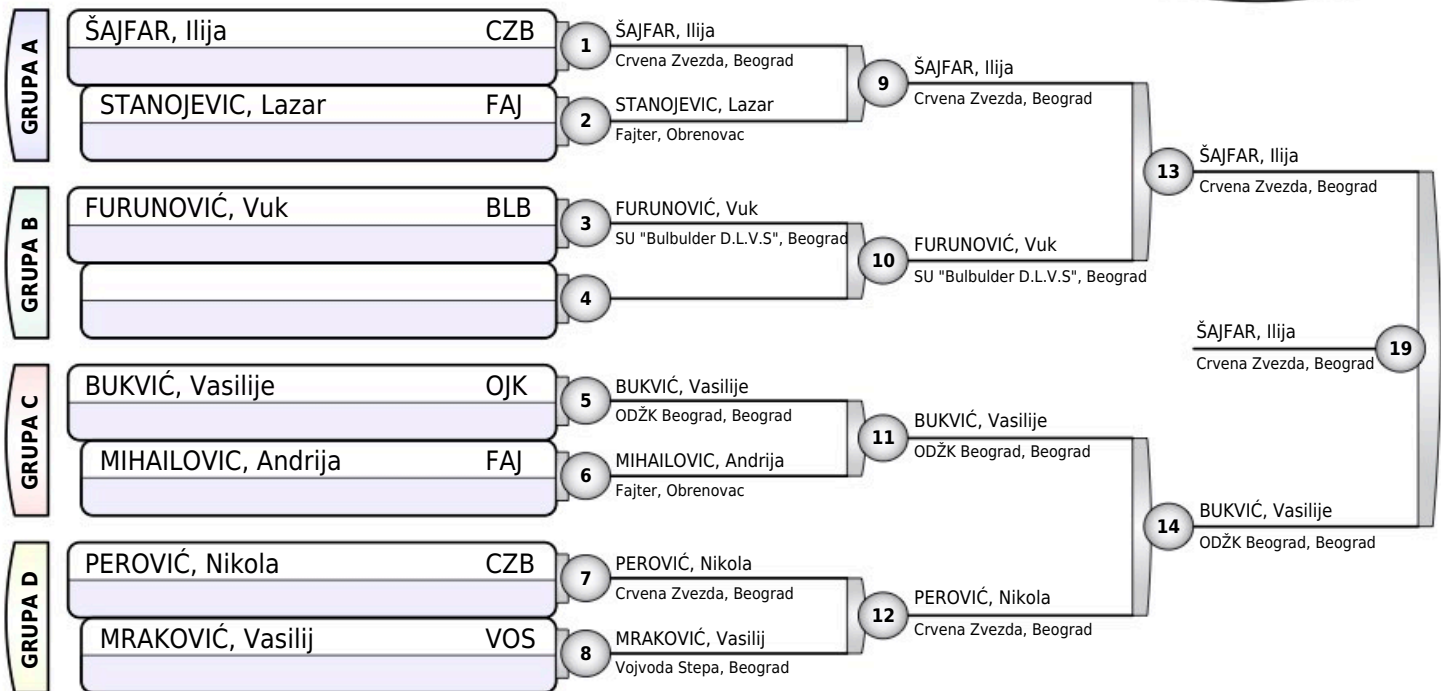 GRUPA A
ŠAJFAR, Ilija CZB
STANOJEVIC, Lazar FAJ
GRUPA B
FURUNOVIĆ, Vuk BLB
GRUPA C
BUKVIĆ, Vasilije OJK
MIHAILOVIC, Andrija FAJ
GRUPA D
PEROVIĆ, Nikola CZB
MRAKOVIĆ, Vasilij VOS
1
ŠAJFAR, Ilija
Crvena Zvezda, Beograd
2
STANOJEVIC, Lazar
Fajter, Obrenovac
3
FURUNOVIĆ, Vuk
SU "Bulbulder D.L.V.S", Beograd
4
5
BUKVIĆ, Vasilije
ODŽK Beograd, Beograd
6
MIHAILOVIC, Andrija
Fajter, Obrenovac
7
PEROVIĆ, Nikola
Crvena Zvezda, Beograd
8
MRAKOVIĆ, Vasilij
Vojvoda Stepa, Beograd
9
ŠAJFAR, Ilija
Crvena Zvezda, Beograd
10
FURUNOVIĆ, Vuk
SU "Bulbulder D.L.V.S", Beograd
11
BUKVIĆ, Vasilije
ODŽK Beograd, Beograd
12
PEROVIĆ, Nikola
Crvena Zvezda, Beograd
13
ŠAJFAR, Ilija
Crvena Zvezda, Beograd
14
BUKVIĆ, Vasilije
ODŽK Beograd, Beograd
ŠAJFAR, Ilija
Crvena Zvezda, Beograd
19